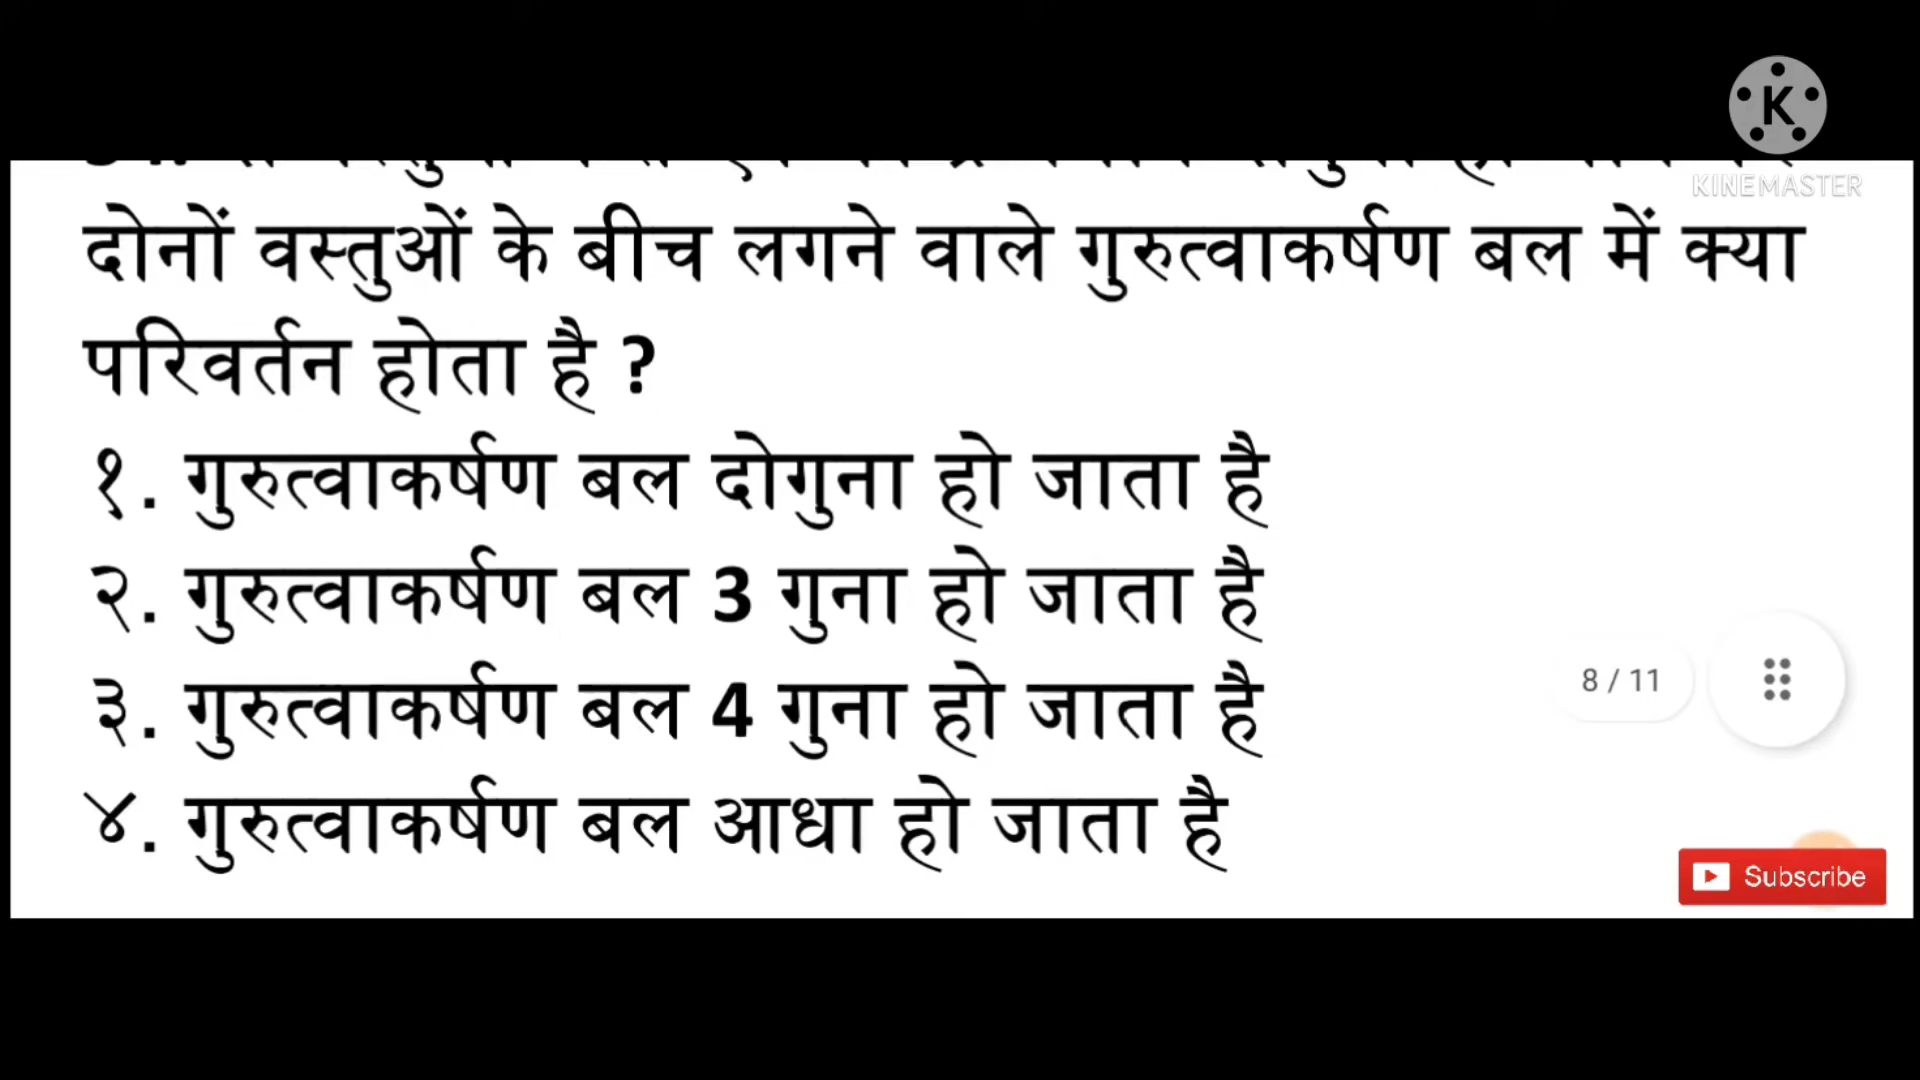 KINEMASTER
दोनों वस्तुओं के बीच लगने वाले गुरुत्वाकर्षण बल में क्या
परिवर्तन होता है ?
१. गुरुत्वाकर्षण बल दोगुना हो जाता है
२. गुरुत्वाकर्षण बल 3 गुना हो जाता है
३. गुरुत्वाकर्षण बल 4 गुना हो जाता है
8 / 11
४. गुरुत्वाकर्षण बल आधा हो जाता है
Subscribe